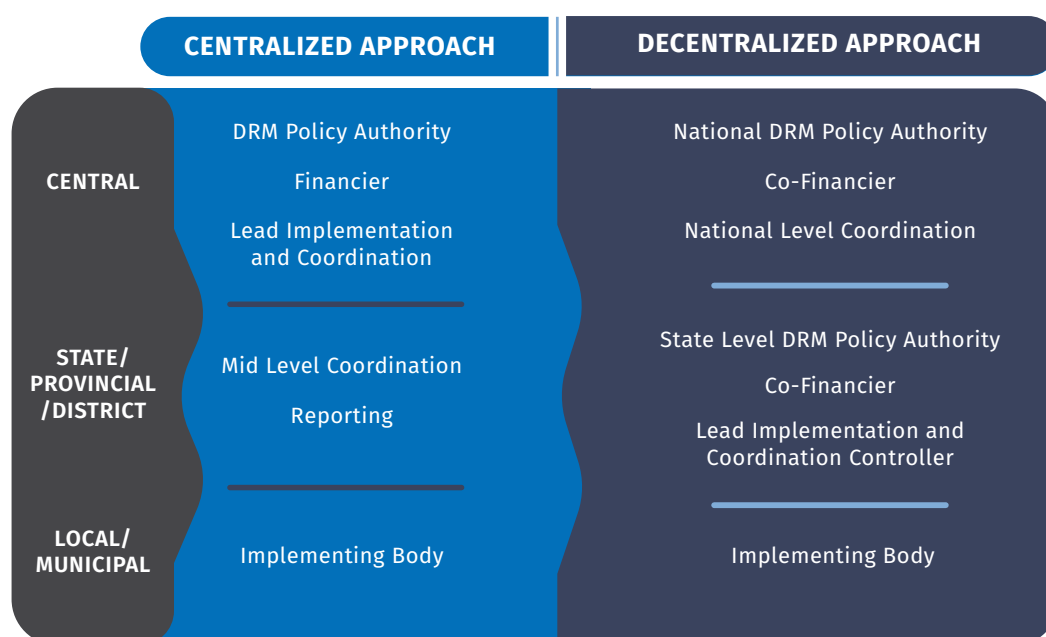 CENTRALIZED APPROACH
DECENTRALIZED APPROACH
CENTRAL
DRM Policy Authority
Financier
Lead Implementation
and Coordination
National DRM Policy Authority
Co-Financier
National Level Coordination
STATE/
PROVINCIAL
/DISTRICT
Mid Level Coordination
Reporting
State Level DRM Policy Authority
Co-Financier
Lead Implementation and
Coordination Controller
LOCAL/
MUNICIPAL
Implementing Body
Implementing Body